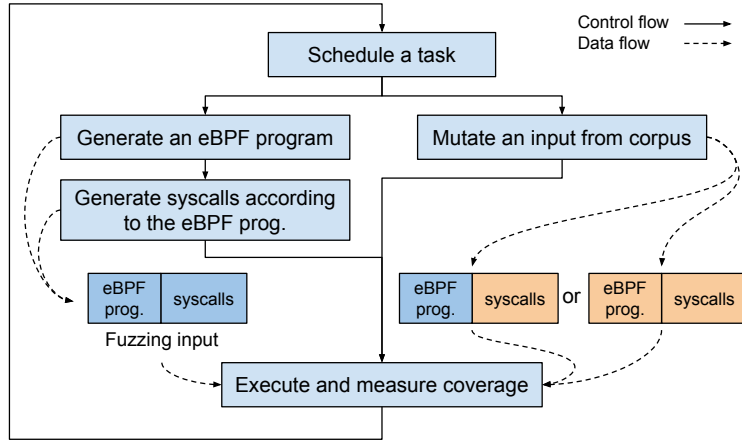 Control flow
Data flow
Schedule a task
Generate an eBPF program
Mutate an input from corpus
Generate syscalls according
to the eBPF prog.
eBPF
prog.
syscalls
Fuzzing input
eBPF
prog.
syscalls
or
eBPF
prog.
syscalls
Execute and measure coverage